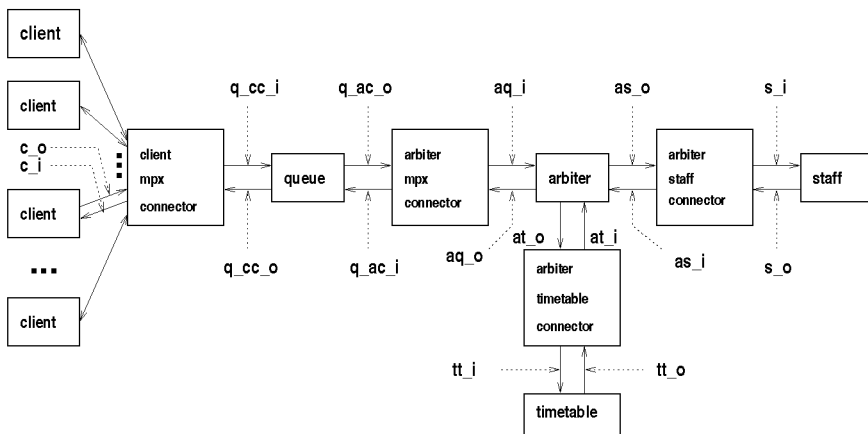 client
q_cc_i
q_ac_o
aq_i
as_o
s_i
client
c_o
c_i
client
mpx
connector
queue
arbiter
mpx
connector
arbiter
arbiter
staff
connector
staff
client
q_cc_o
q_ac_i
aq_o
at_o
at_i
as_i
s_o
arbiter
timetable
connector
client
tt_i
tt_o
timetable